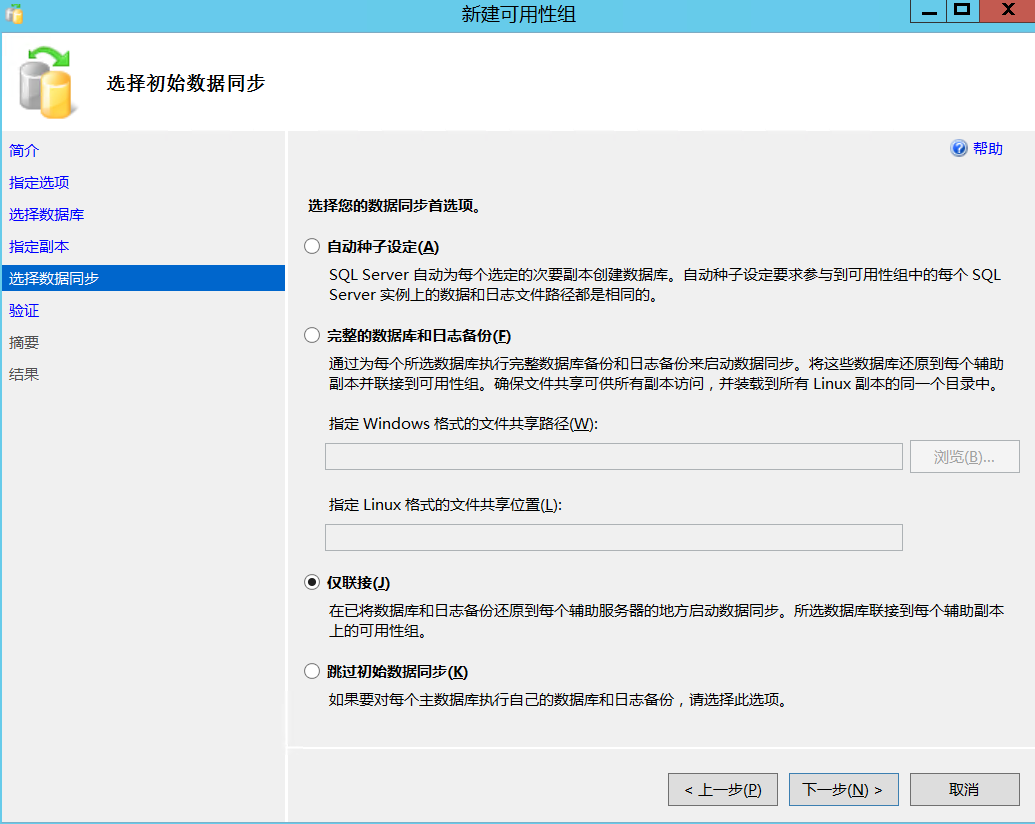 新建可用性组
选择初始数据同步
简介
指定选项
选择数据库
指定副本
选择数据同步
验证
摘要
结果
帮助
选择您的数据同步首选项。
自动种子设定(A)
SQL Server 自动为每个选定的次要副本创建数据库。自动种子设定要求参与到可用性组中的每个 SQL
Server 实例上的数据和日志文件路径都是相同的。
完整的数据库和日志备份(F)
通过为每个所选数据库执行完整数据库备份和日志备份来启动数据同步。将这些数据库还原到每个辅助
副本并联接到可用性组。确保文件共享可供所有副本访问，并装载到所有 Linux 副本的同一个目录中。
指定 Windows 格式的文件共享路径(W):
浏览(B)...
指定 Linux 格式的文件共享位置(L):
仅联接(J)
在已将数据库和日志备份还原到每个辅助服务器的地方启动数据同步。所选数据库联接到每个辅助副本
上的可用性组。
跳过初始数据同步(K)
如果要对每个主数据库执行自己的数据库和日志备份，请选择此选项。
< 上一步(P)
下一步(N) >
取消